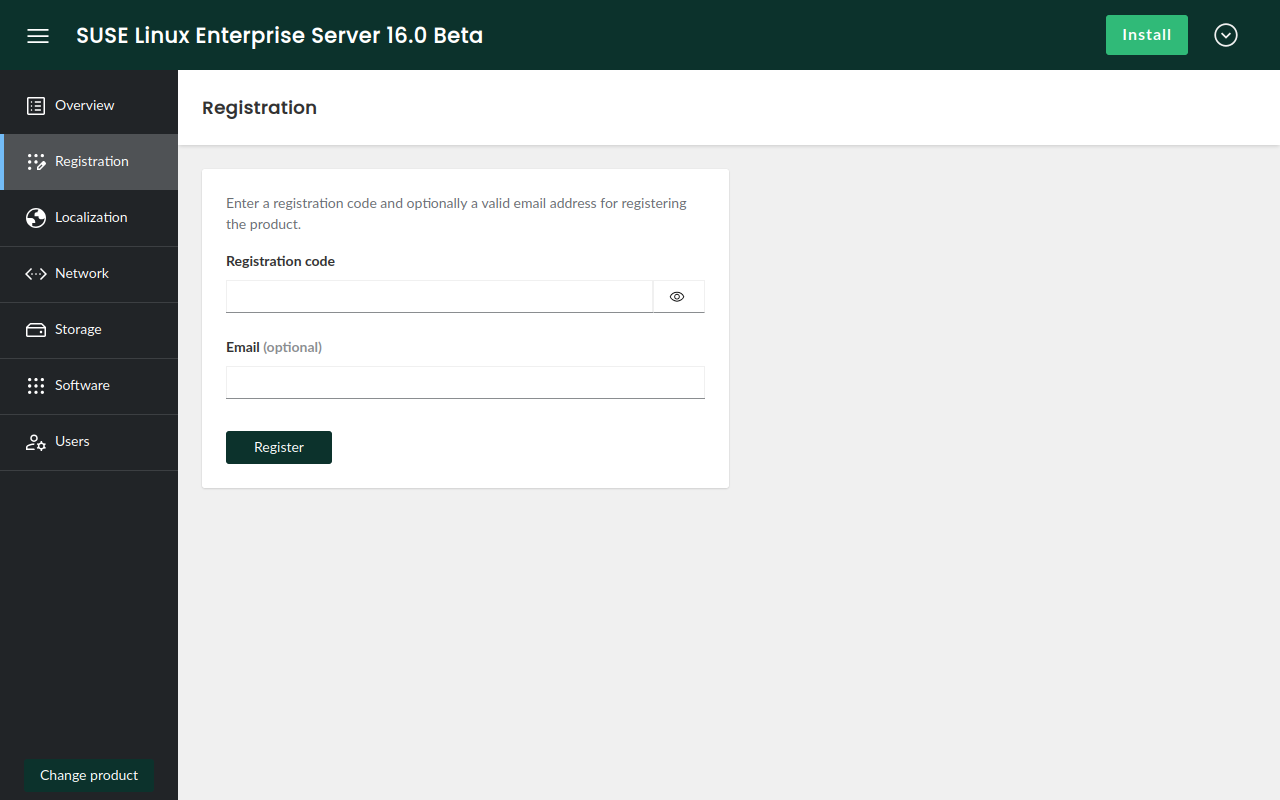 SUSE Linux Enterprise Server 16.0 Beta
Install
Overview
Registration
Localization
Network
Storage
Software
Users
Change product
Registration
Enter a registration code and optionally a valid email address for registering
the product.
Registration code
Email (optional)
Register